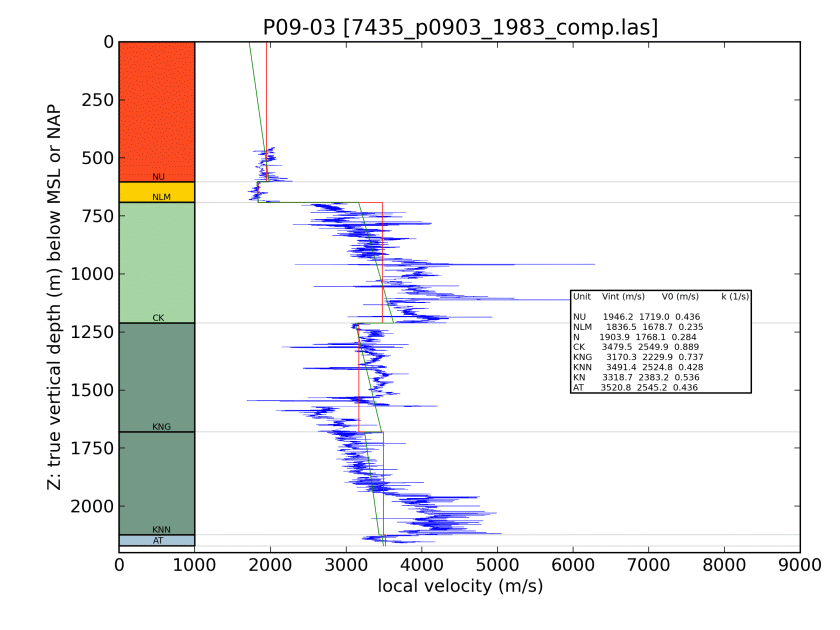 P09-03 [7435_p0903_1983_comp.las]
Z: true vertical depth (m) below MSL or NAP
0
250
500
750
1000
1250
1500
1750
2000
NU
NLM
CK
KNG
KNN
AT
Unit Vint (m/s) V0 (m/s) k (1/s)
NU 1946.2 1719.0 0.436
NLM 1836.5 1678.7 0.235
N 1903.9 1768.1 0.284
CK 3479.5 2549.9 0.889
KNG 3170.3 2229.9 0.737
KNN 3491.4 2524.8 0.428
KN 3318.7 2383.2 0.536
AT 3520.8 2545.2 0.436
0 1000 2000 3000 4000 5000 6000 7000 8000 9000
local velocity (m/s)